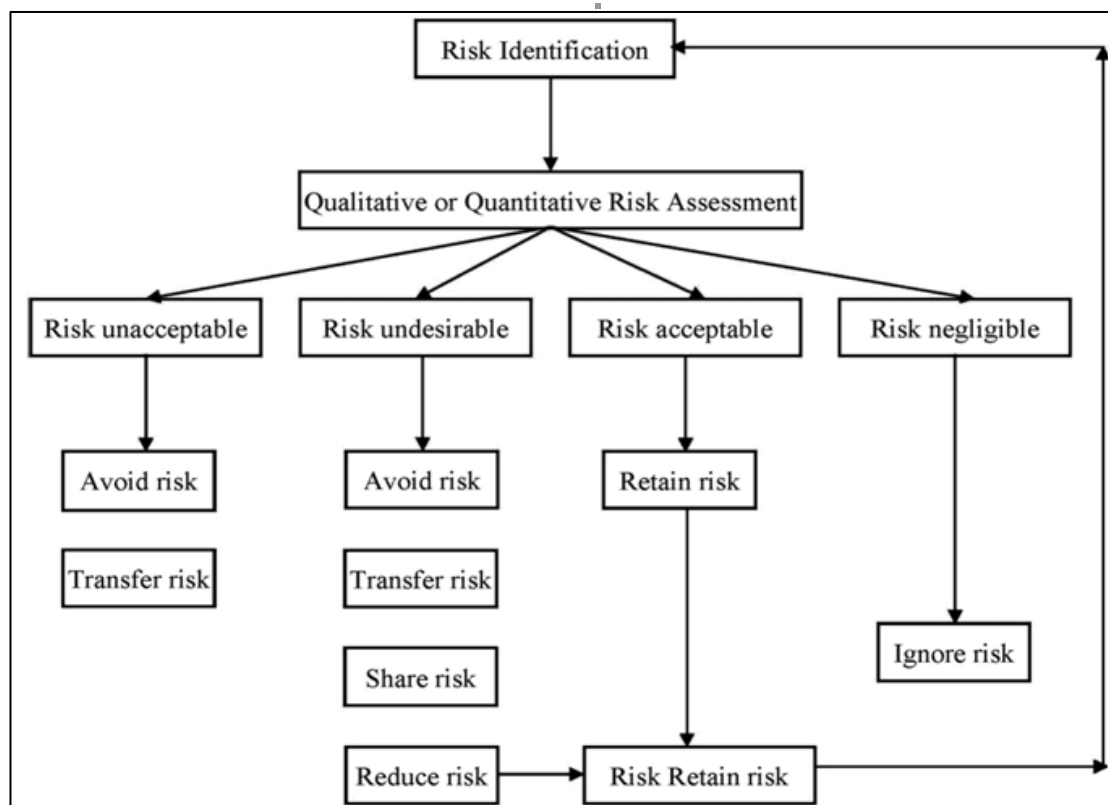 Risk Identification
Qualitative or Quantitative Risk Assessment
Risk unacceptable
Risk undesirable
Risk acceptable
Risk negligible
Avoid risk
Avoid risk
Retain risk
Transfer risk
Transfer risk
Share risk
Ignore risk
Reduce risk
Risk Retain risk